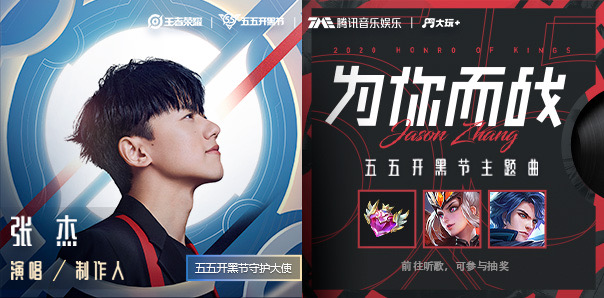 王者荣耀 五五开黑节
TME 腾讯音乐娱乐 大玩+
2020 HONRO OF KINGS
为你而战
Jason Zhang
五五开黑节主题曲
张杰
演唱／制作人
五五开黑节守护大使
前往听歌，可参与抽奖